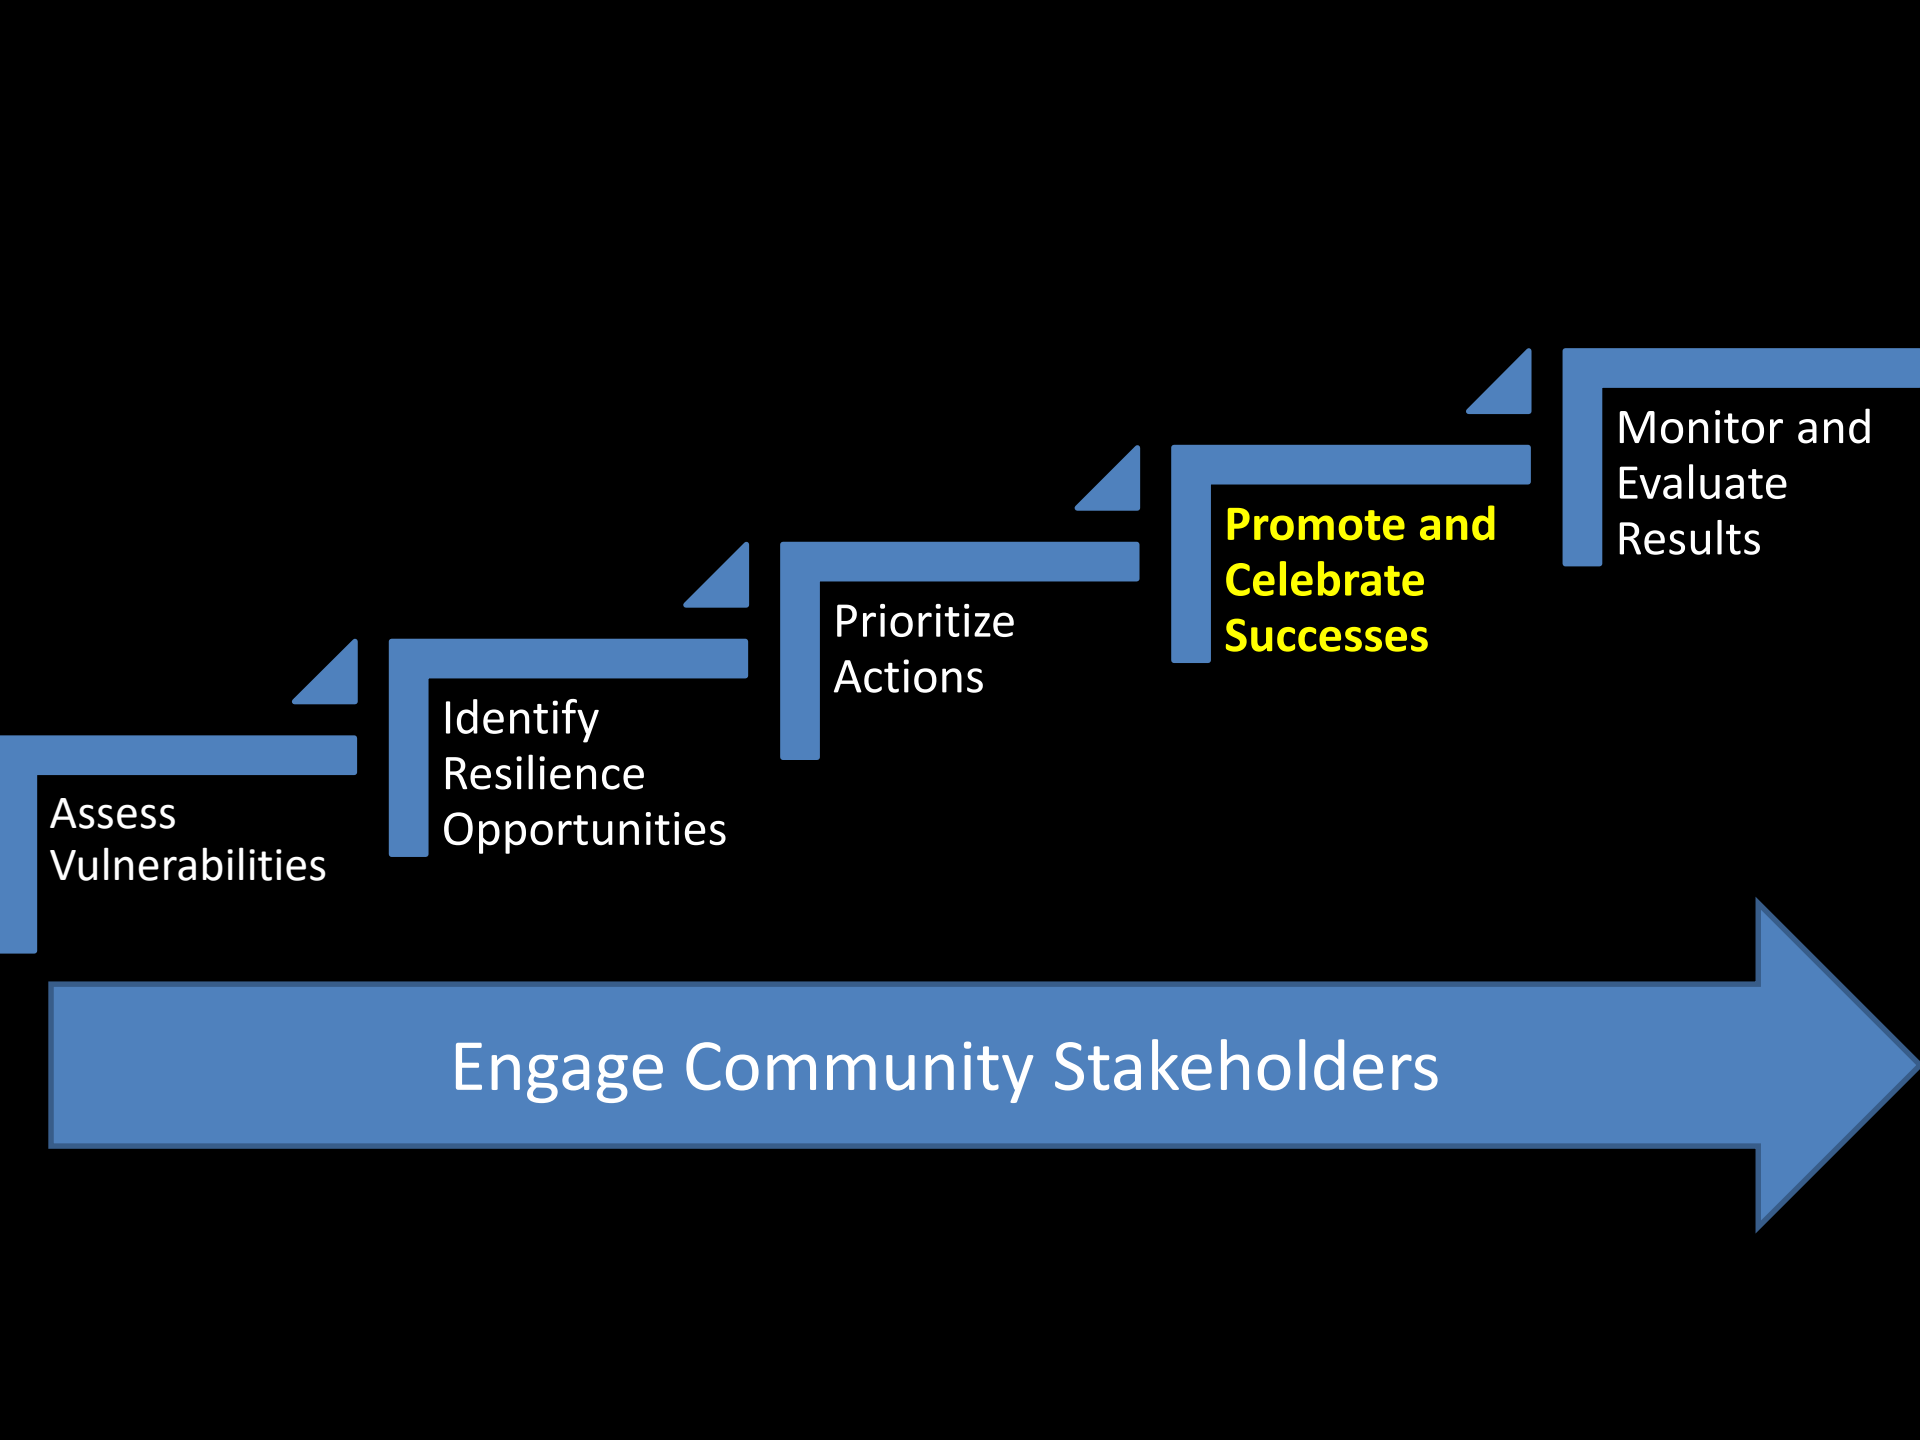 Assess
Vulnerabilities
Identify
Resilience
Opportunities
Prioritize
Actions
Promote and
Celebrate
Successes
Monitor and
Evaluate
Results
Engage Community Stakeholders